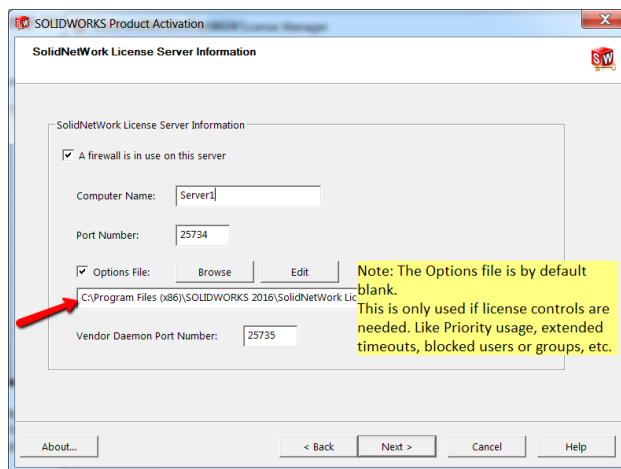 SOLIDWORKS Product Activation
SolidNetWork License Server Information
SW
SolidNetWork License Server Information
A firewall is in use on this server
Computer Name: Server1
Port Number: 25734
Options File: Browse Edit
C:\Program Files (x86)\SOLIDWORKS 2016\SolidNetWork Lic
Note: The Options file is by default
blank.
This is only used if license controls are
needed. Like Priority usage, extended
timeouts, blocked users or groups, etc.
Vendor Daemon Port Number: 25735
About... < Back Next > Cancel Help